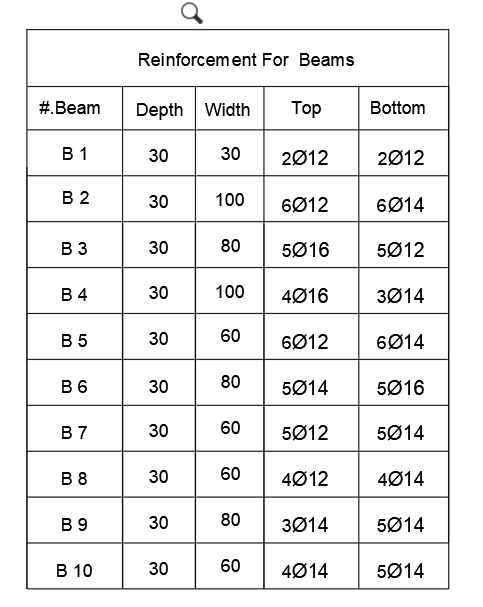 Reinforcement For Beams
#.Beam Depth Width Top Bottom
B 1 30 30 2Ø12 2Ø12
B 2 30 100 6Ø12 6Ø14
B 3 30 80 5Ø16 5Ø12
B 4 30 100 4Ø16 3Ø14
B 5 30 60 6Ø12 6Ø14
B 6 30 80 5Ø14 5Ø16
B 7 30 60 5Ø12 5Ø14
B 8 30 60 4Ø12 4Ø14
B 9 30 80 3Ø14 5Ø14
B 10 30 60 4Ø14 5Ø14